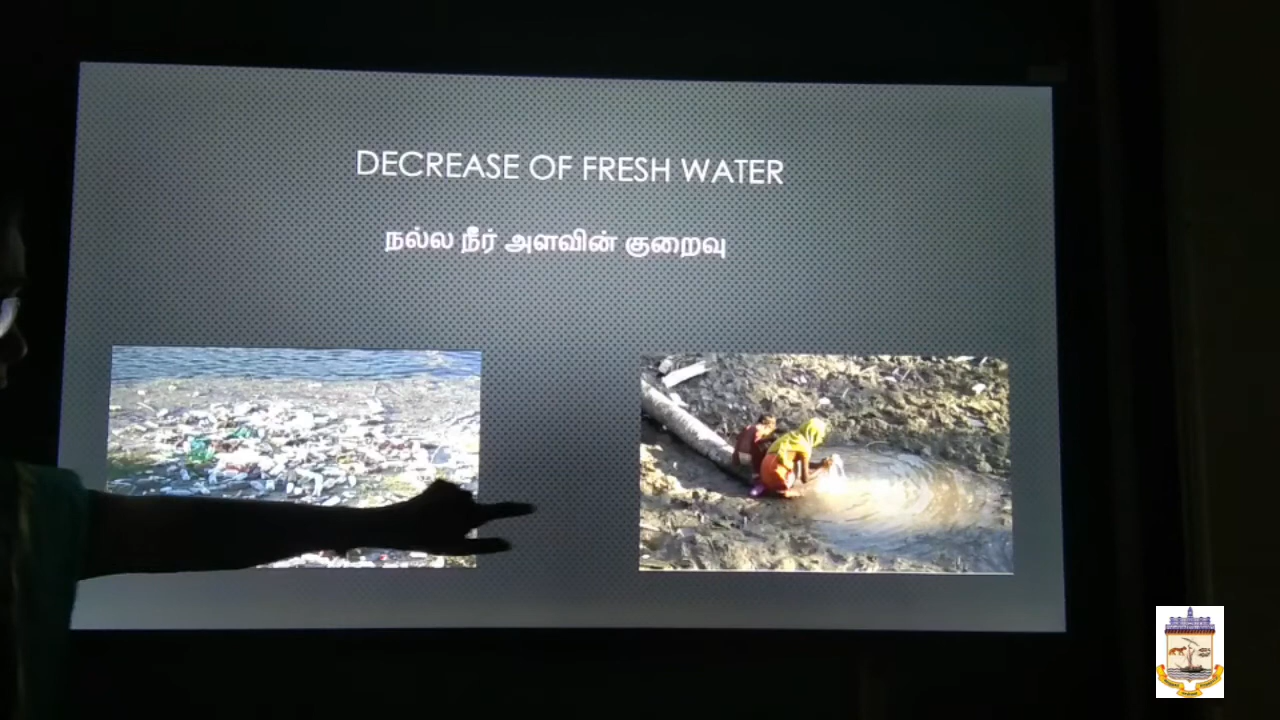 DECREASE OF FRESH WATER
நல்ல நீர் அளவின் குறைவு